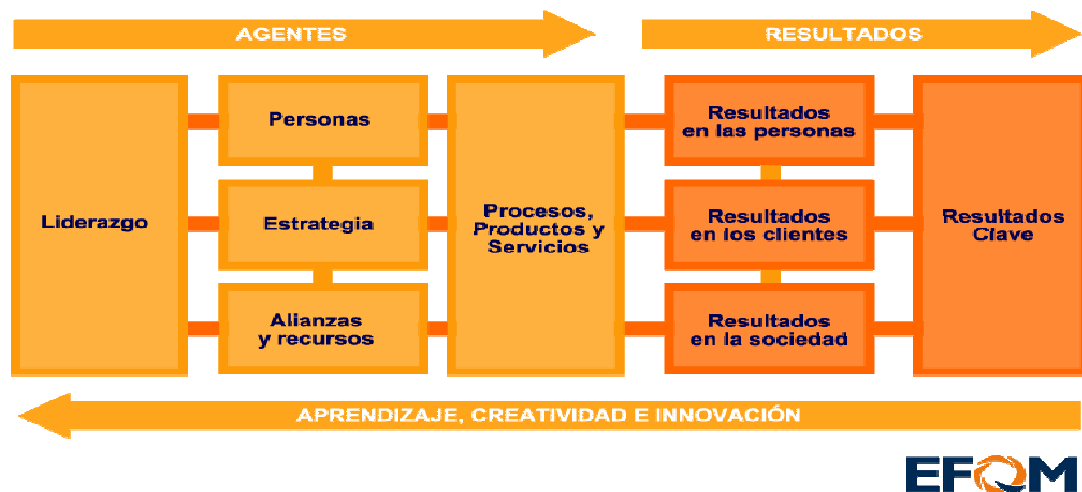 AGENTES
RESULTADOS
Liderazgo
Personas
Estrategia
Alianzas
y recursos
Procesos,
Productos y
Servicios
Resultados
en las personas
Resultados
en los clientes
Resultados
en la sociedad
Resultados
Clave
APRENDIZAJE, CREATIVIDAD E INNOVACIÓN
EFQM